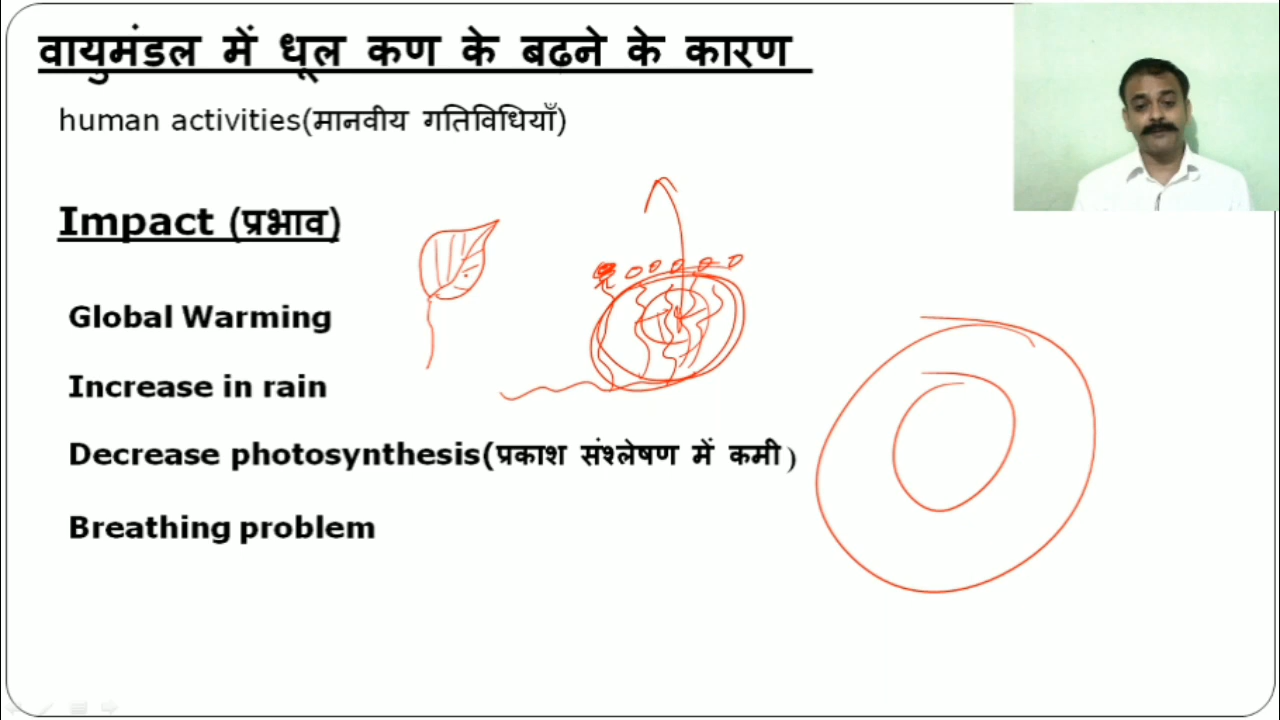 वायुमंडल में धूल कण के बढ़ने के कारण
human activities(मानवीय गतिविधियाँ)
Impact (प्रभाव)
Global Warming
Increase in rain
Decrease photosynthesis(प्रकाश संश्लेषण में कमी )
Breathing problem